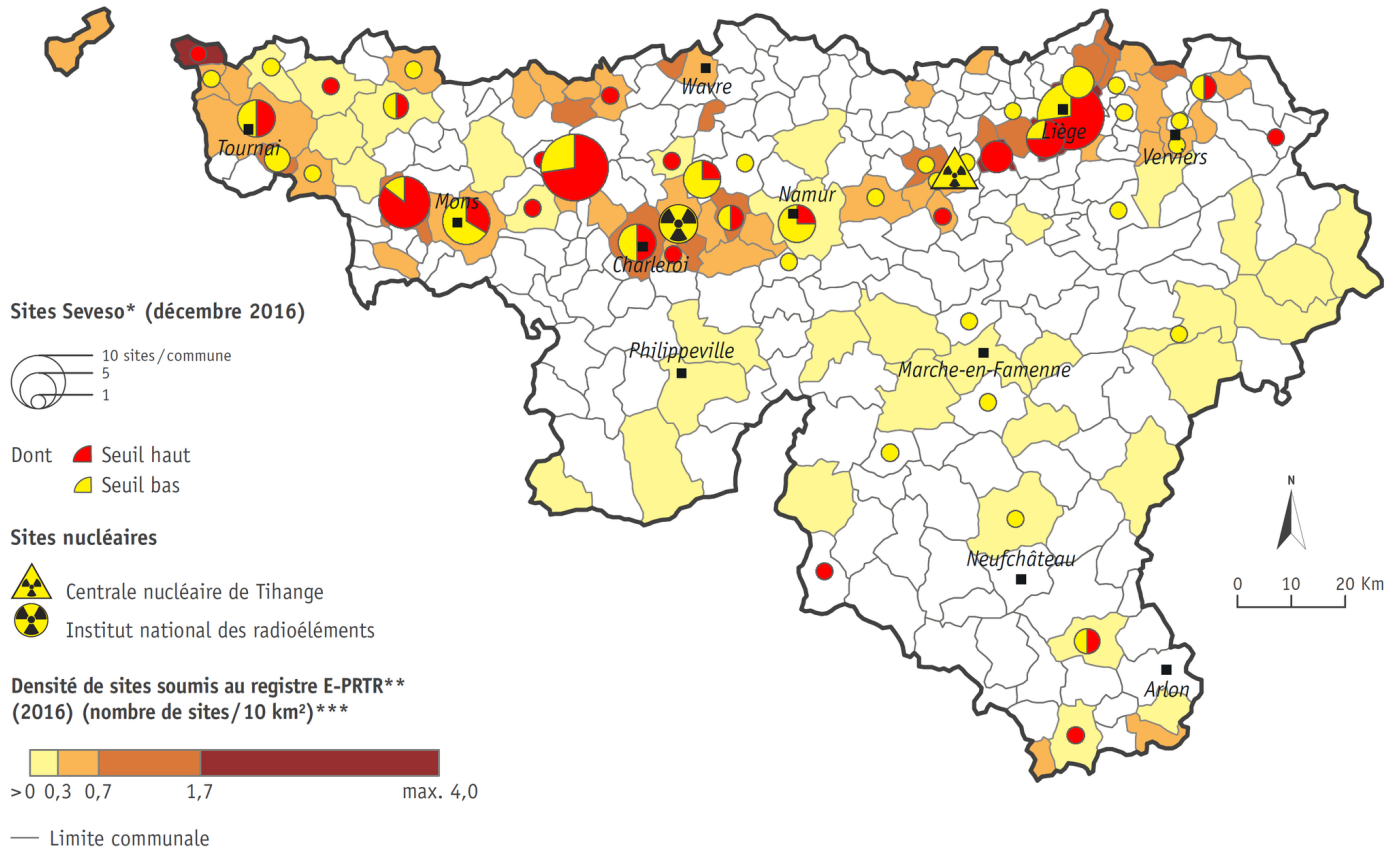 Wavre
Tournai
Liège
Verviers
Mons
Namur
Charleroi
Sites Seveso* (décembre 2016)
10 sites / commune
5
1
Philippeville
Marche-en-Famenne
Dont
Seuil haut
Seuil bas
N
Sites nucléaires
Neufchâteau
0 10 20 Km
Centrale nucléaire de Tihange
Institut national des radioéléments
Densité de sites soumis au registre E-PRTR**
(2016) (nombre de sites / 10 km²)***
Arlon
>0 0,3 0,7 1,7 max. 4,0
Limite communale